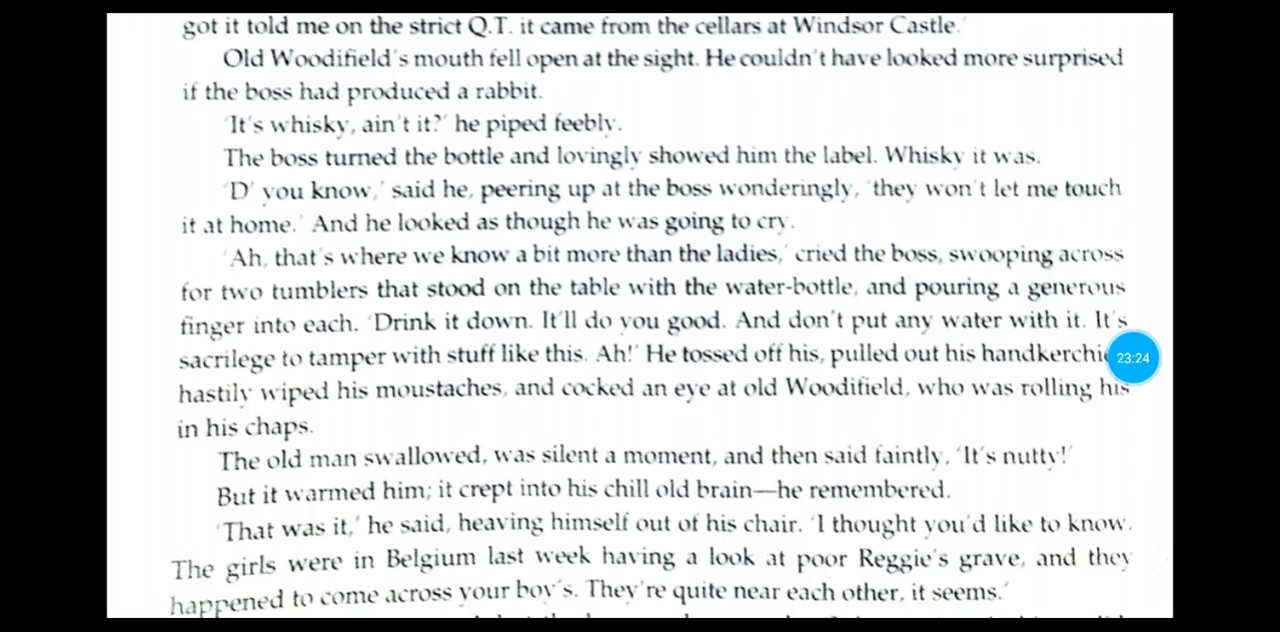 got it told me on the strict Q.T. it came from the cellars at Windsor Castle.'
Old Woodifield's mouth fell open at the sight. He couldn't have looked more surprised
if the boss had produced a rabbit.
'It's whisky, ain't it?' he piped feebly.
The boss turned the bottle and lovingly showed him the label. Whisky it was.
'D' you know,' said he, peering up at the boss wonderingly, 'they won't let me touch
it at home.' And he looked as though he was going to cry.
'Ah, that's where we know a bit more than the ladies,' cried the boss, swooping across
for two tumblers that stood on the table with the water-bottle, and pouring a generous
finger into each. 'Drink it down. It'll do you good. And don't put any water with it. It's
sacrilege to tamper with stuff like this. Ah!' He tossed off his, pulled out his
23:24
hastily wiped his moustaches, and cocked an eye at old Woodifield, who was rolling his
in his chaps.
The old man swallowed, was silent a moment, and then said faintly, 'It's nutty!'
But it warmed him; it crept into his chill old brain—he remembered.
'That was it,' he said, heaving himself out of his chair. 'I thought you'd like to know.
The girls were in Belgium last week having a look at poor Reggie's grave, and they
happened to come across your boy's. They're quite near each other, it seems.'